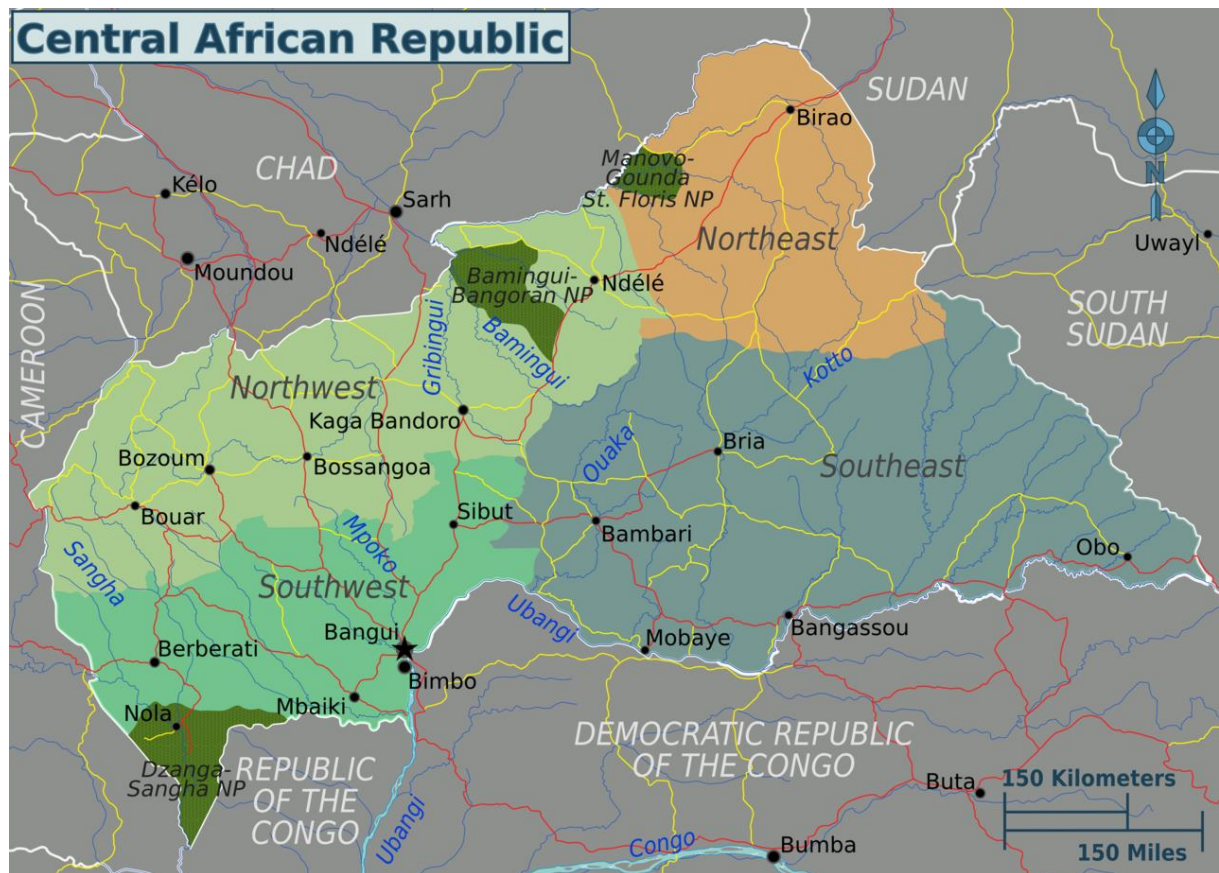 Central African Republic
SUDAN
Birao
CHAD
Manovo-
Gounda
St. Floris NP
N
Kélo
Sarh
Ndélé
Northeast
Uwayl
Moundou
Bamingui-
Bangoran NP
Ndélé
CAMEROON
SOUTH
SUDAN
Gribingui
Bamingui
Kotto
Northwest
Kaga Bandoro
Bria
Ouaka
Bozoum
Bossangoa
Southeast
Bouar
Mpoko
Sibut
Bambari
Obo
Sangha
Southwest
Ubangi
Bangui
Mobaye
Bangassou
Berberati
Bimbo
Mbaiki
Nola
DEMOCRATIC REPUBLIC
OF THE CONGO
Dzanga-
Sangha NP
REPUBLIC
OF THE
CONGO
Buta
150 Kilometers
Ubangi
Congo
Bumba
150 Miles